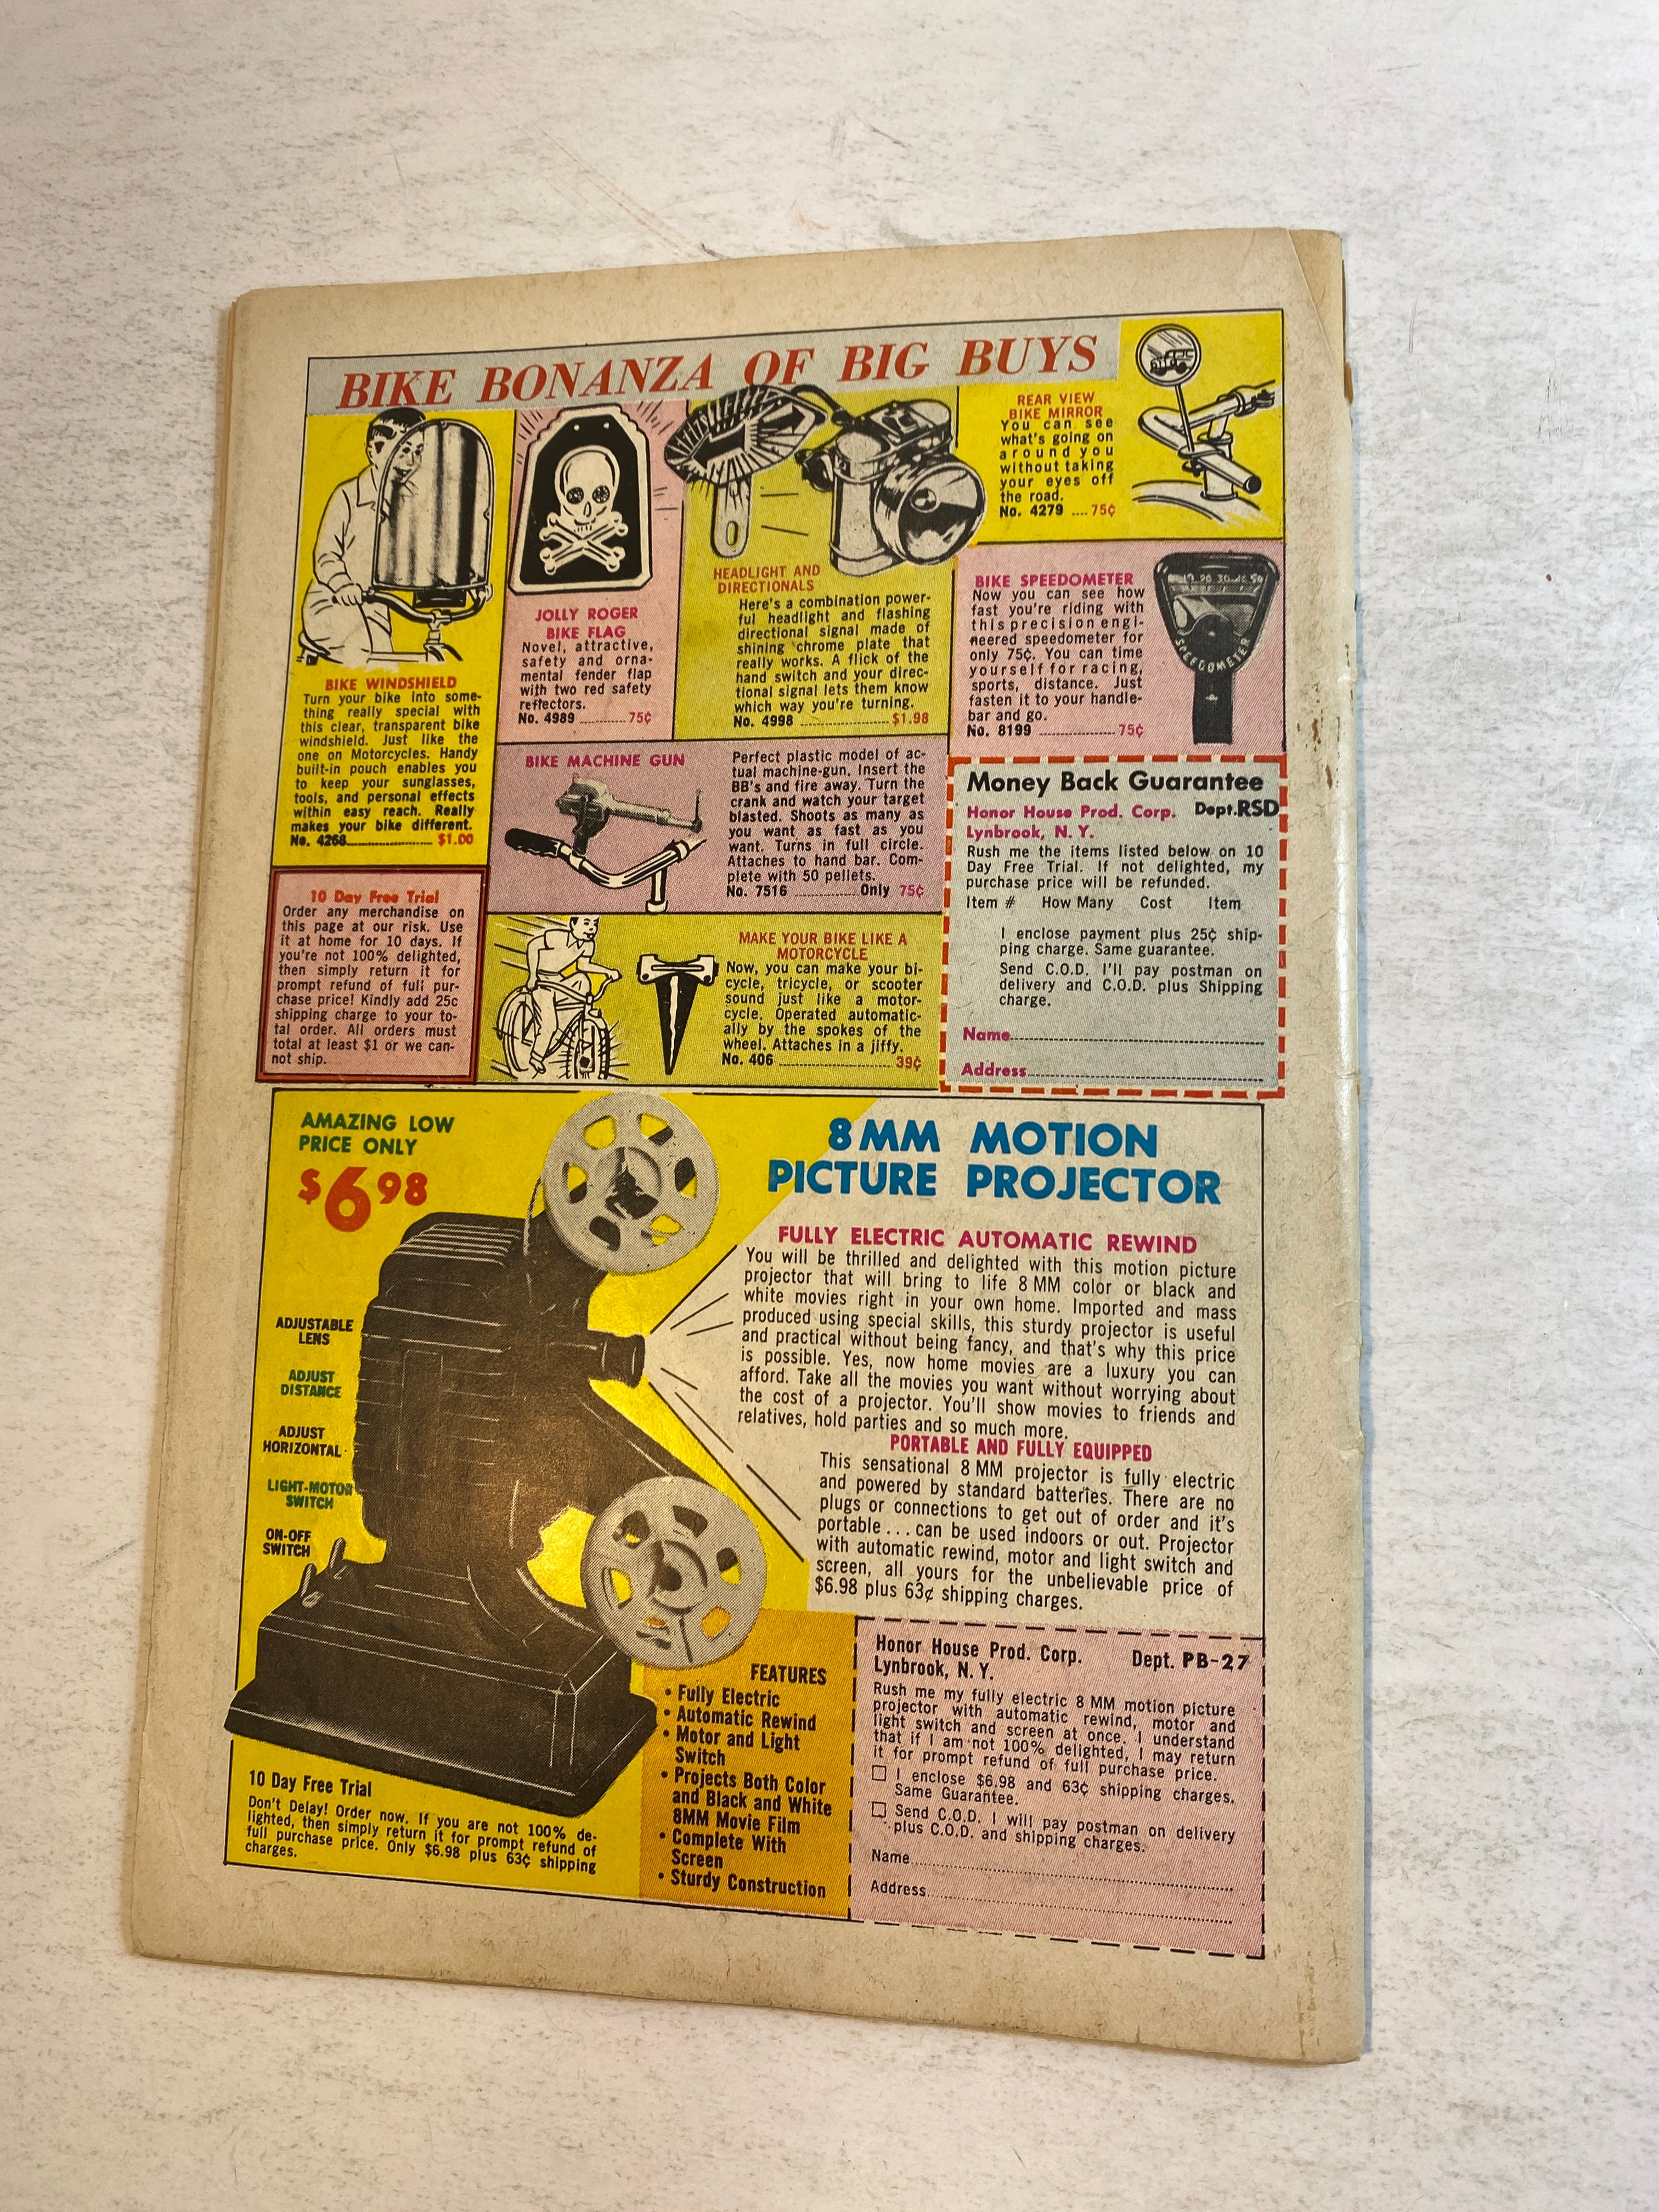 BIKE BONANZA OF BIG BUYS
BIKE WINDSHIELD
Turn your bike into some-
thing really special with
this clear, transparent bike
windshield. Just like the
one on Motorcycles. Handy
built-in pouch enables you
to keep your sunglasses,
tools, and personal effects
within easy reach. Really
makes your bike different.
No. 4268 $1.00
JOLLY ROGER
BIKE FLAG
Novel, attractive,
safety and orna-
mental fender flap
with two red safety
reflectors.
No. 4989 75¢
HEADLIGHT AND
DIRECTIONALS
Here's a combination power-
ful headlight and flashing
directional signal made of
shining chrome plate that
really works. A flick of the
hand switch and your direc-
tional signal lets them know
which way you're turning.
No. 4998 $1.98
REAR VIEW
BIKE MIRROR
You can see
what's going on
around you
without taking
your eyes off
the road.
No. 4279 .... 75¢
BIKE SPEEDOMETER
Now you can see how
fast you're riding with
this precision engi-
neered speedometer for
only 75¢. You can time
yourself for racing,
sports, distance. Just
fasten it to your handle-
bar and go.
No. 8199 75¢
SPEEDOMETER
BIKE MACHINE GUN
Perfect plastic model of ac-
tual machine-gun. Insert the
BB's and fire away. Turn the
crank and watch your target
blasted. Shoots as many as
you want as fast as you
want. Turns in full circle.
Attaches to hand bar. Com-
plete with 50 pellets.
No. 7516 Only 75¢
10 Day Free Trial
Order any merchandise on
this page at our risk. Use
it at home for 10 days. If
you're not 100% delighted,
then simply return it for
prompt refund of full pur-
chase price! Kindly add 25c
shipping charge to your to-
tal order. All orders must
total at least $1 or we can-
not ship.
MAKE YOUR BIKE LIKE A
MOTORCYCLE
Now, you can make your bi-
cycle, tricycle, or scooter
sound just like a motor-
cycle. Operated automatic-
ally by the spokes of the
wheel. Attaches in a jiffy.
No. 406 39¢
Money Back Guarantee
Honor House Prod. Corp. Dept.RSD
Lynbrook, N. Y.
Rush me the items listed below on 10
Day Free Trial. If not delighted, my
purchase price will be refunded.
Item # How Many Cost Item
I enclose payment plus 25¢ ship-
ping charge. Same guarantee.
Send C.O.D. I'll pay postman on
delivery and C.O.D. plus Shipping
charge.
Name
Address
AMAZING LOW
PRICE ONLY
$6.98
ADJUSTABLE
LENS
ADJUST
DISTANCE
ADJUST
HORIZONTAL
LIGHT-MOTOR
SWITCH
ON-OFF
SWITCH
8 MM MOTION
PICTURE PROJECTOR
FULLY ELECTRIC AUTOMATIC REWIND
You will be thrilled and delighted with this motion picture
projector that will bring to life 8 MM color or black and
white movies right in your own home. Imported and mass
produced using special skills, this sturdy projector is useful
and practical without being fancy, and that's why this price
is possible. Yes, now home movies are a luxury you can
afford. Take all the movies you want without worrying about
the cost of a projector. You'll show movies to friends and
relatives, hold parties and so much more.
PORTABLE AND FULLY EQUIPPED
This sensational 8 MM projector is fully electric
and powered by standard batteries. There are no
plugs or connections to get out of order and it's
portable . . . can be used indoors or out. Projector
with automatic rewind, motor and light switch and
screen, all yours for the unbelievable price of
$6.98 plus 63¢ shipping charges.
10 Day Free Trial
Don't Delay! Order now. If you are not 100% de-
lighted, then simply return it for prompt refund of
full purchase price. Only $6.98 plus 63¢ shipping
charges.
FEATURES
• Fully Electric
• Automatic Rewind
• Motor and Light
Switch
• Projects Both Color
and Black and White
8MM Movie Film
• Complete With
Screen
• Sturdy Construction
Honor House Prod. Corp. Dept. PB-27
Lynbrook, N. Y.
Rush me my fully electric 8 MM motion picture
projector with automatic rewind, motor and
light switch and screen at once. I understand
that if I am not 100% delighted, I may return
it for prompt refund of full purchase price.
I enclose $6.98 and 63¢ shipping charges.
Same Guarantee.
Send C.O.D. I will pay postman on delivery
plus C.O.D. and shipping charges.
Name
Address